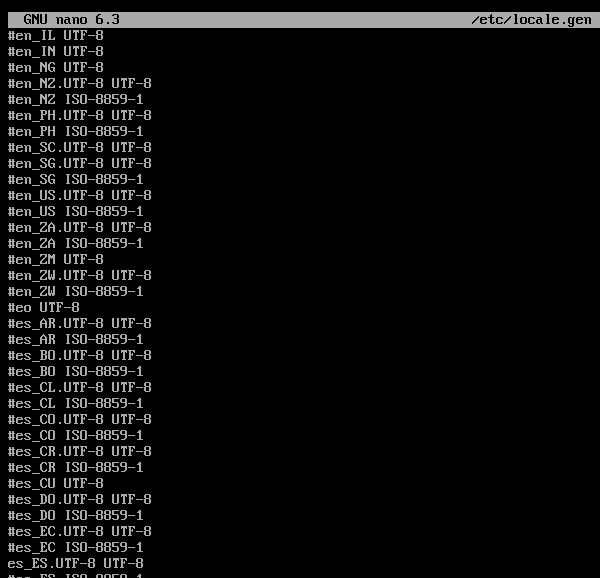 GNU nano 6.3 /etc/locale.gen
#en_IL UTF-8
#en_IN UTF-8
#en_NG UTF-8
#en_NZ.UTF-8 UTF-8
#en_NZ ISO-8859-1
#en_PH.UTF-8 UTF-8
#en_PH ISO-8859-1
#en_SC.UTF-8 UTF-8
#en_SG.UTF-8 UTF-8
#en_SG ISO-8859-1
#en_US.UTF-8 UTF-8
#en_US ISO-8859-1
#en_ZA.UTF-8 UTF-8
#en_ZA ISO-8859-1
#en_ZM UTF-8
#en_ZW.UTF-8 UTF-8
#en_ZW ISO-8859-1
#eo UTF-8
#es_AR.UTF-8 UTF-8
#es_AR ISO-8859-1
#es_BO.UTF-8 UTF-8
#es_BO ISO-8859-1
#es_CL.UTF-8 UTF-8
#es_CL ISO-8859-1
#es_CO.UTF-8 UTF-8
#es_CO ISO-8859-1
#es_CR.UTF-8 UTF-8
#es_CR ISO-8859-1
#es_CU UTF-8
#es_DO.UTF-8 UTF-8
#es_DO ISO-8859-1
#es_EC.UTF-8 UTF-8
#es_EC ISO-8859-1
es_ES.UTF-8 UTF-8
#es_ES ISO-8859-1